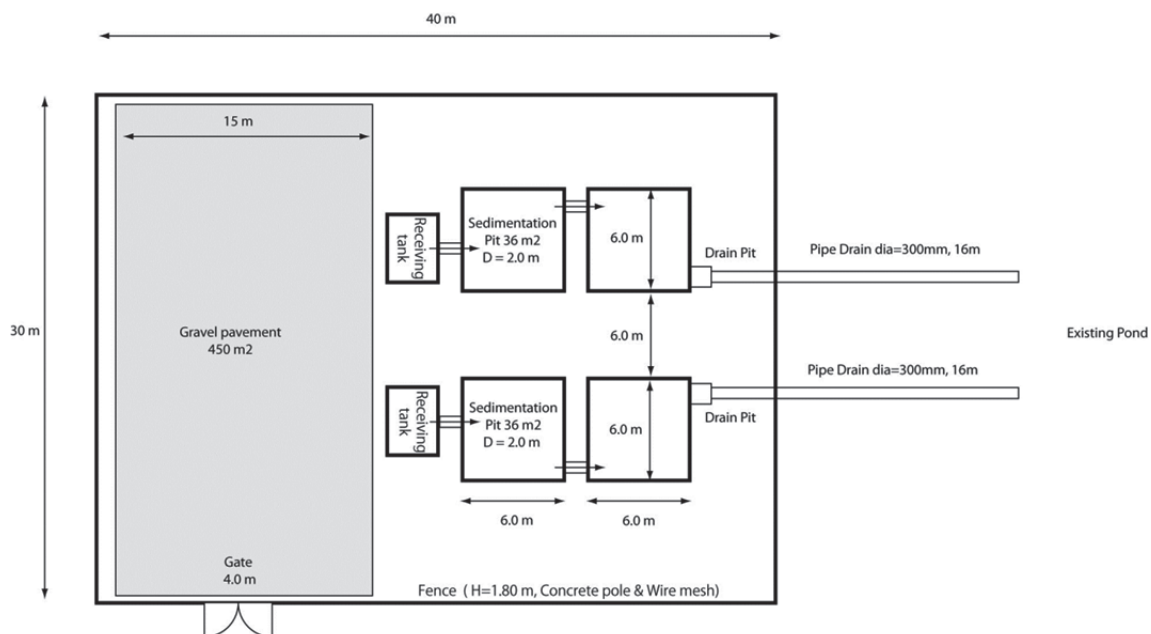 40 m
15 m
30 m
Gravel pavement
450 m2
Gate
4.0 m
Receiving
tank
Sedimentation
Pit 36 m2
D = 2.0 m
6.0 m
Drain Pit
Pipe Drain dia=300mm, 16m
6.0 m
Existing Pond
Receiving
tank
Sedimentation
Pit 36 m2
D = 2.0 m
6.0 m
Pipe Drain dia=300mm, 16m
Drain Pit
6.0 m
6.0 m
Fence ( H=1.80 m, Concrete pole & Wire mesh)